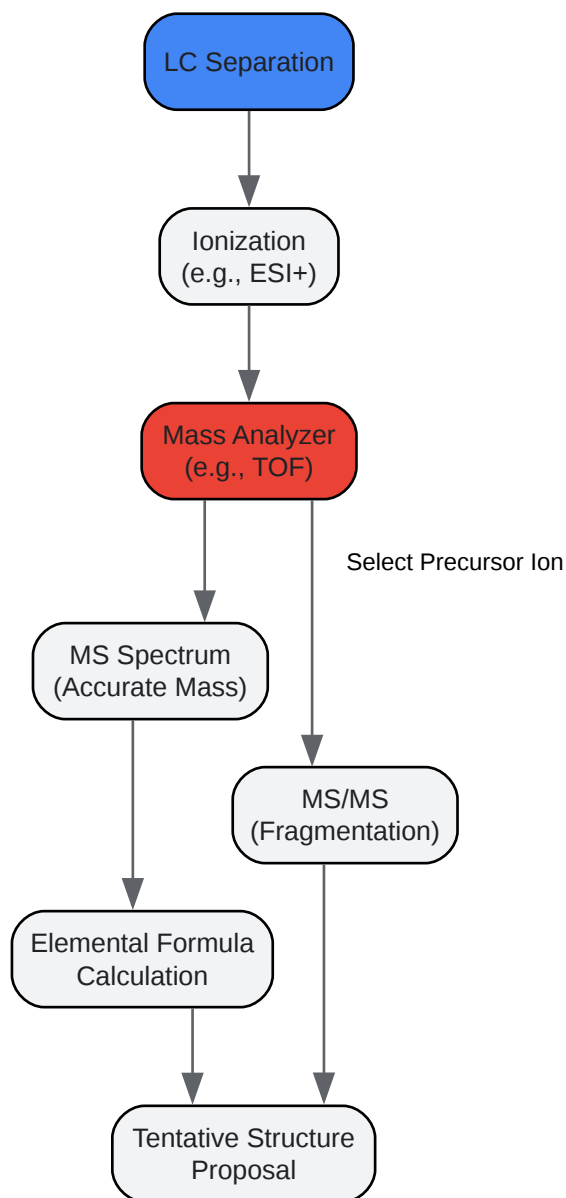 LC Separation
Ionization
(e.g., ESI+)
Mass Analyzer
(e.g., TOF)
Select Precursor Ion
MS Spectrum
(Accurate Mass)
MS/MS
(Fragmentation)
Elemental Formula
Calculation
Tentative Structure
Proposal